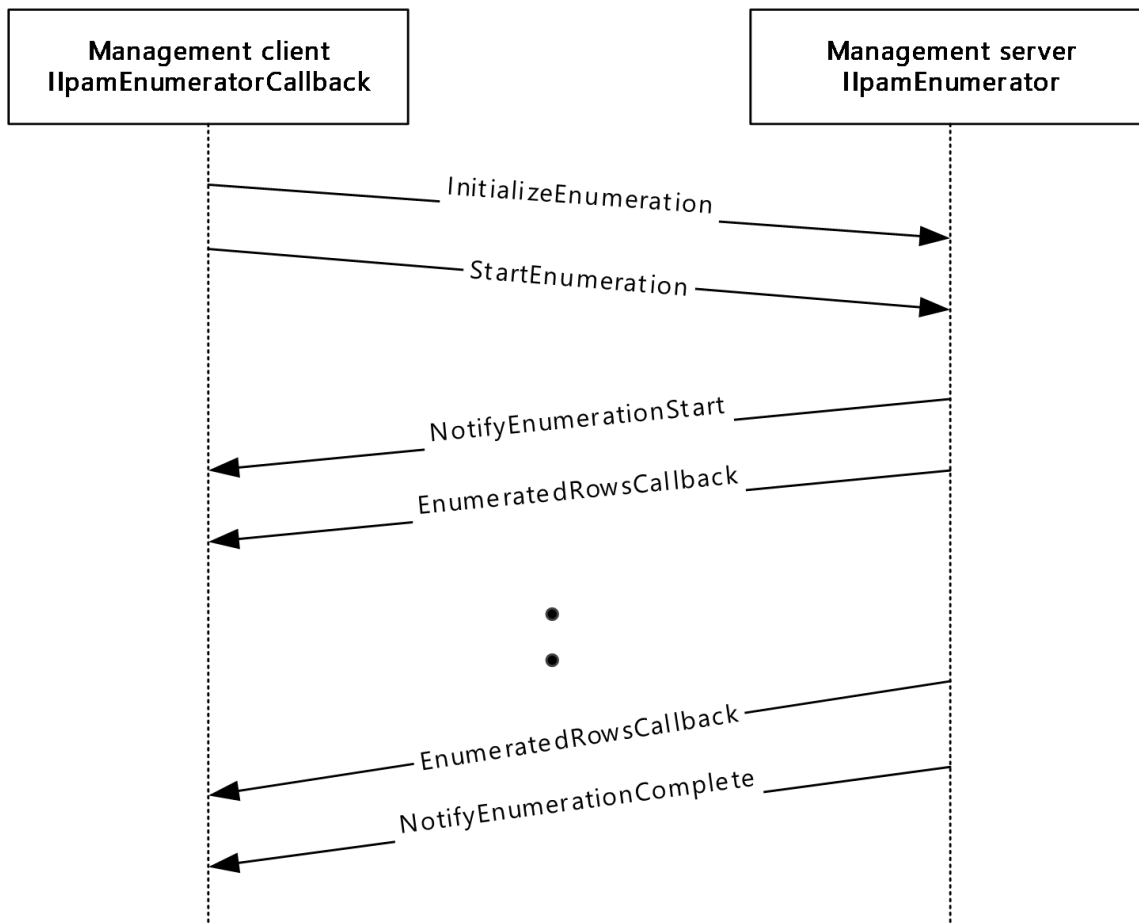 Management client
IIpamEnumeratorCallback
Management server
IIpamEnumerator
InitializeEnumeration
StartEnumeration
NotifyEnumerationStart
EnumeratedRowsCallback
EnumeratedRowsCallback
NotifyEnumerationComplete